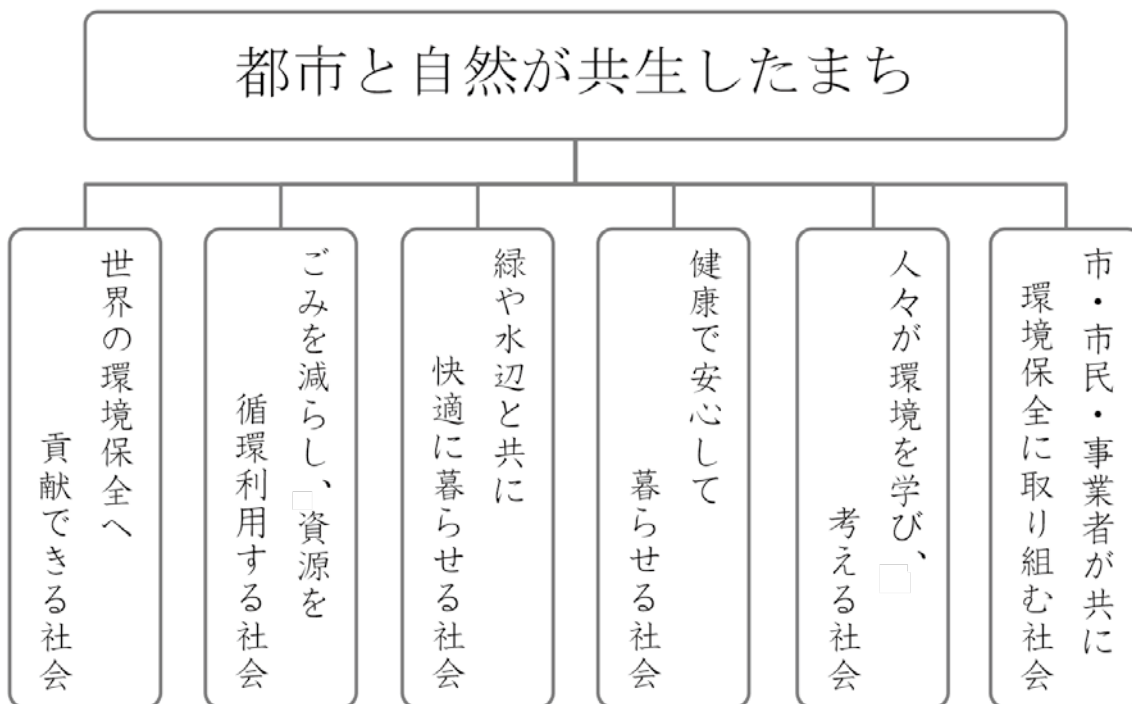 都市と自然が共生したまち
世界の環境保全へ
貢献できる社会
ごみを減らし、資源を
循環利用する社会
緑や水辺と共に
快適に暮らせる社会
健康で安心して
暮らせる社会
人々が環境を学び、
考える社会
市・市民・事業者が共に
環境保全に取り組む社会